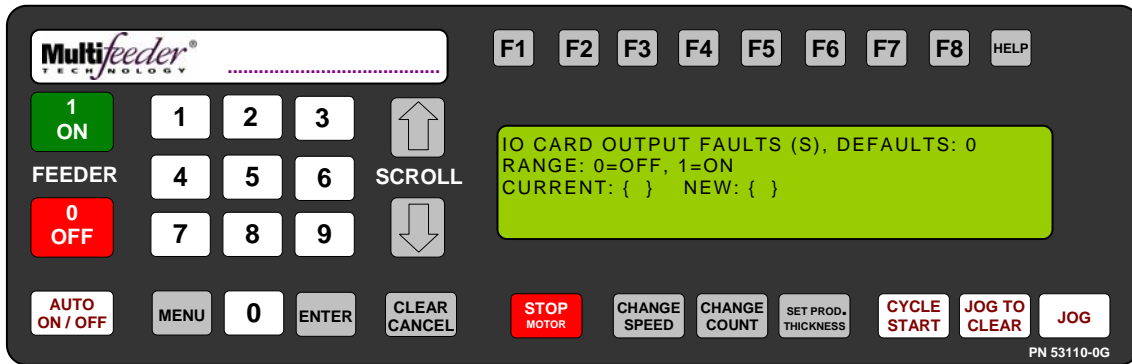 Multifeeder®
TECHNOLOGY
F1 F2 F3 F4 F5 F6 F7 F8 HELP
1
ON
FEEDER
0
OFF
AUTO
ON / OFF
1 2 3
4 5 6
7 8 9
MENU 0 ENTER
SCROLL
CLEAR
CANCEL
IO CARD OUTPUT FAULTS (S), DEFAULTS: 0
RANGE: 0=OFF, 1=ON
CURRENT: { } NEW: { }
STOP
MOTOR
CHANGE
SPEED
CHANGE
COUNT
SET PROD.
THICKNESS
CYCLE
START
JOG TO
CLEAR
JOG
PN 53110-0G